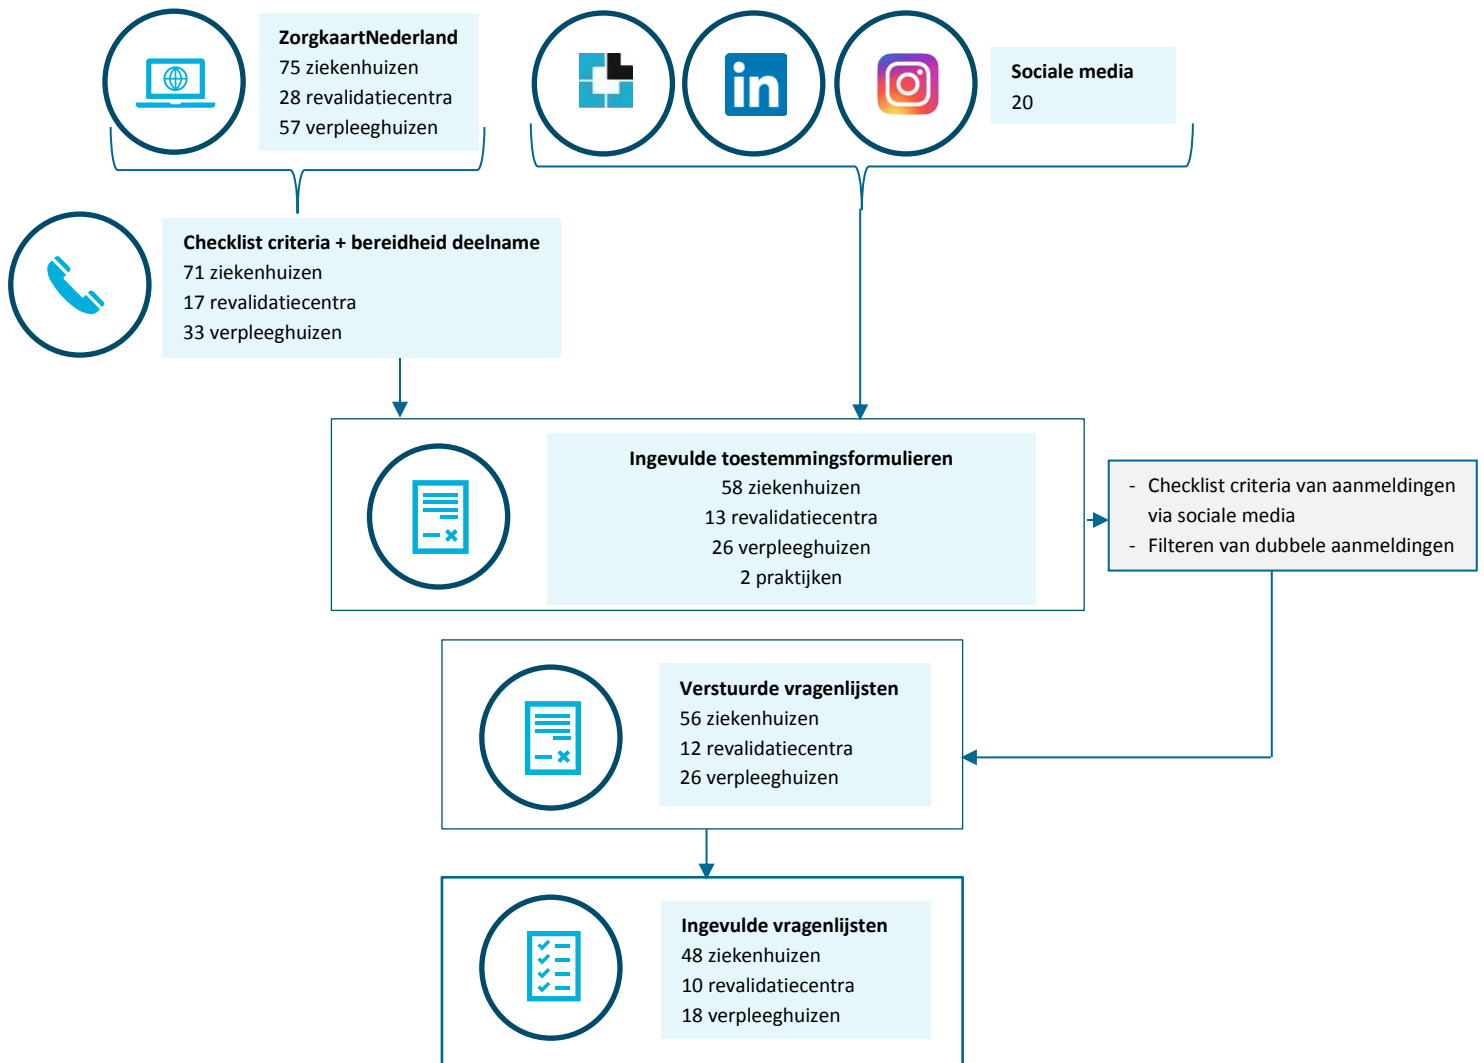 ZorgkaartNederland
75 ziekenhuizen
28 revalidatiecentra
57 verpleeghuizen
in
Sociale media
20
Checklist criteria + bereidheid deelname
71 ziekenhuizen
17 revalidatiecentra
33 verpleeghuizen
Ingevulde toestemmingsformulieren
58 ziekenhuizen
13 revalidatiecentra
26 verpleeghuizen
2 praktijken
- Checklist criteria van aanmeldingen
via sociale media
- Filteren van dubbele aanmeldingen
Verstuurde vragenlijsten
56 ziekenhuizen
12 revalidatiecentra
26 verpleeghuizen
Ingevulde vragenlijsten
48 ziekenhuizen
10 revalidatiecentra
18 verpleeghuizen